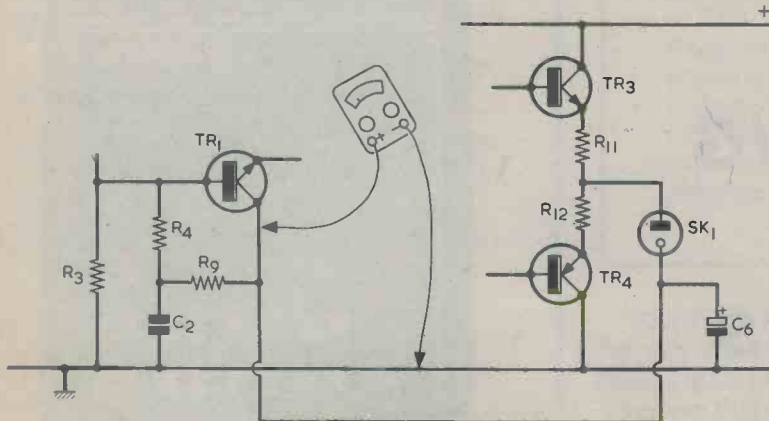 +
TR3
R11
TR1
+
−
R12
R4
SK1
R9
R3
TR4
C2
+
C6